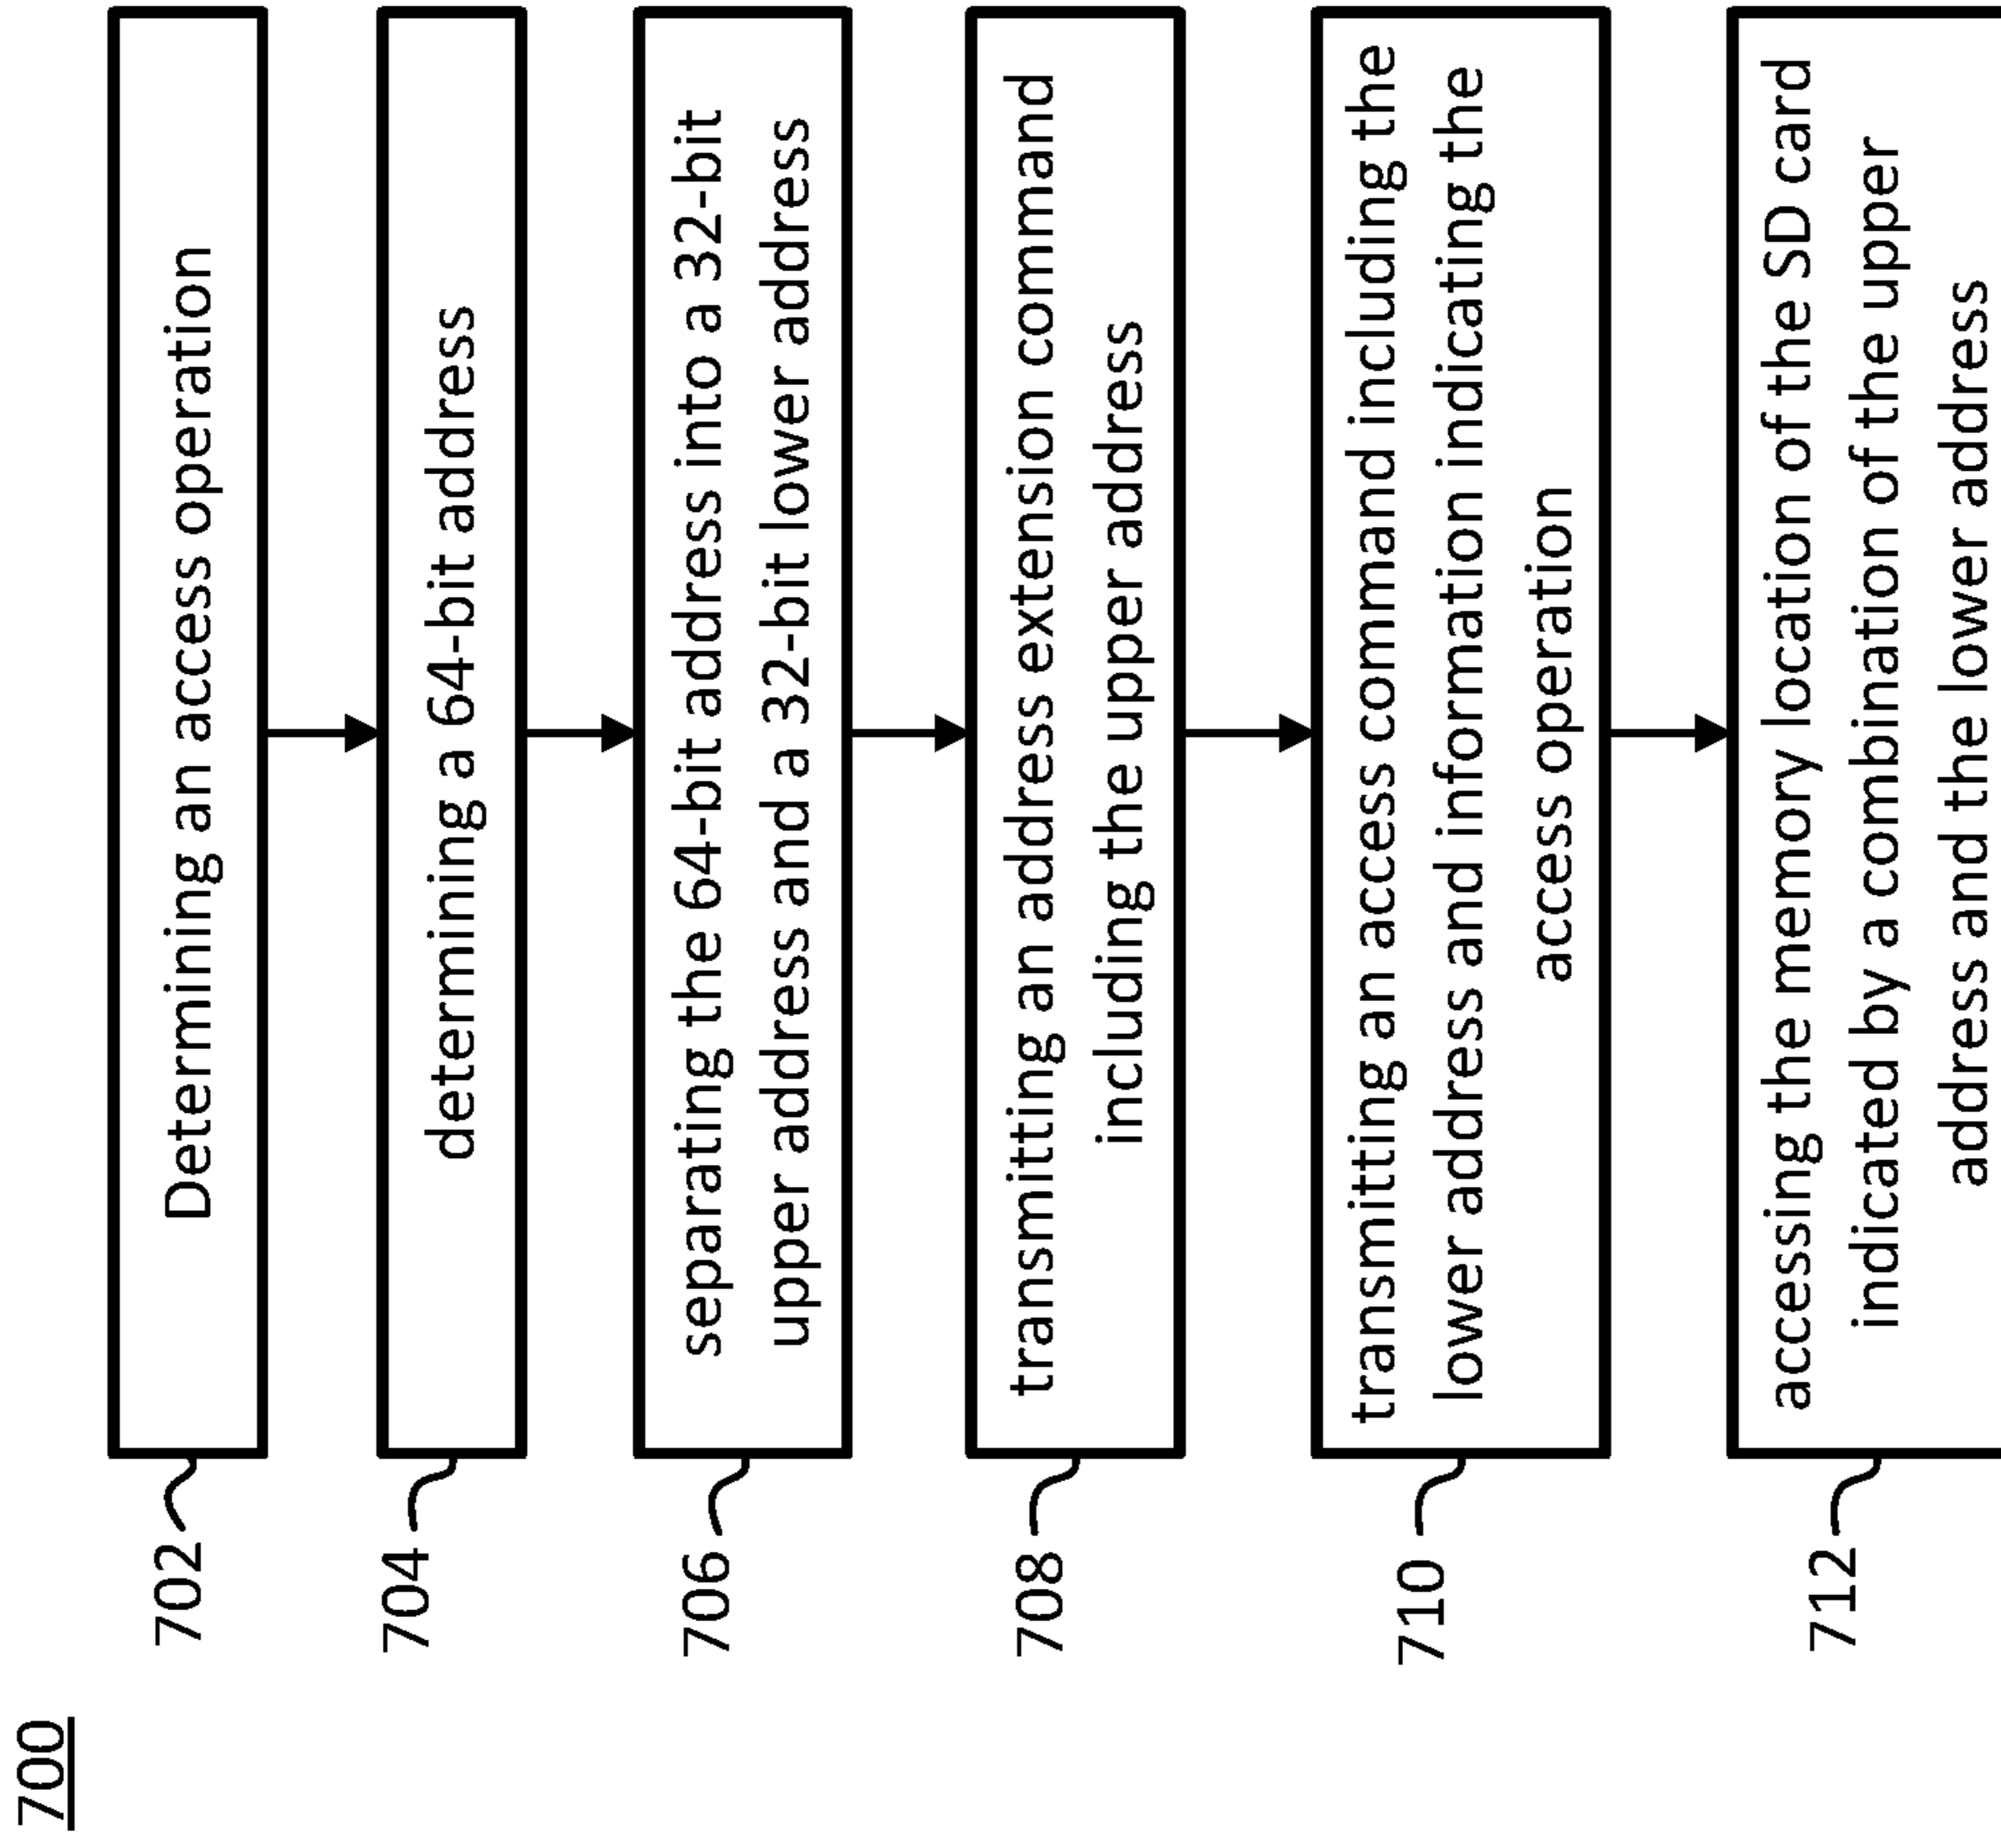 700
702
Determining an access operation
704
determining a 64-bit address
706
separating the 64-bit address into a 32-bit
upper address and a 32-bit lower address
708
transmitting an address extension command
including the upper address
710
transmitting an access command including the
lower address and information indicating the
access operation
712
accessing the memory location of the SD card
indicated by a combination of the upper
address and the lower address